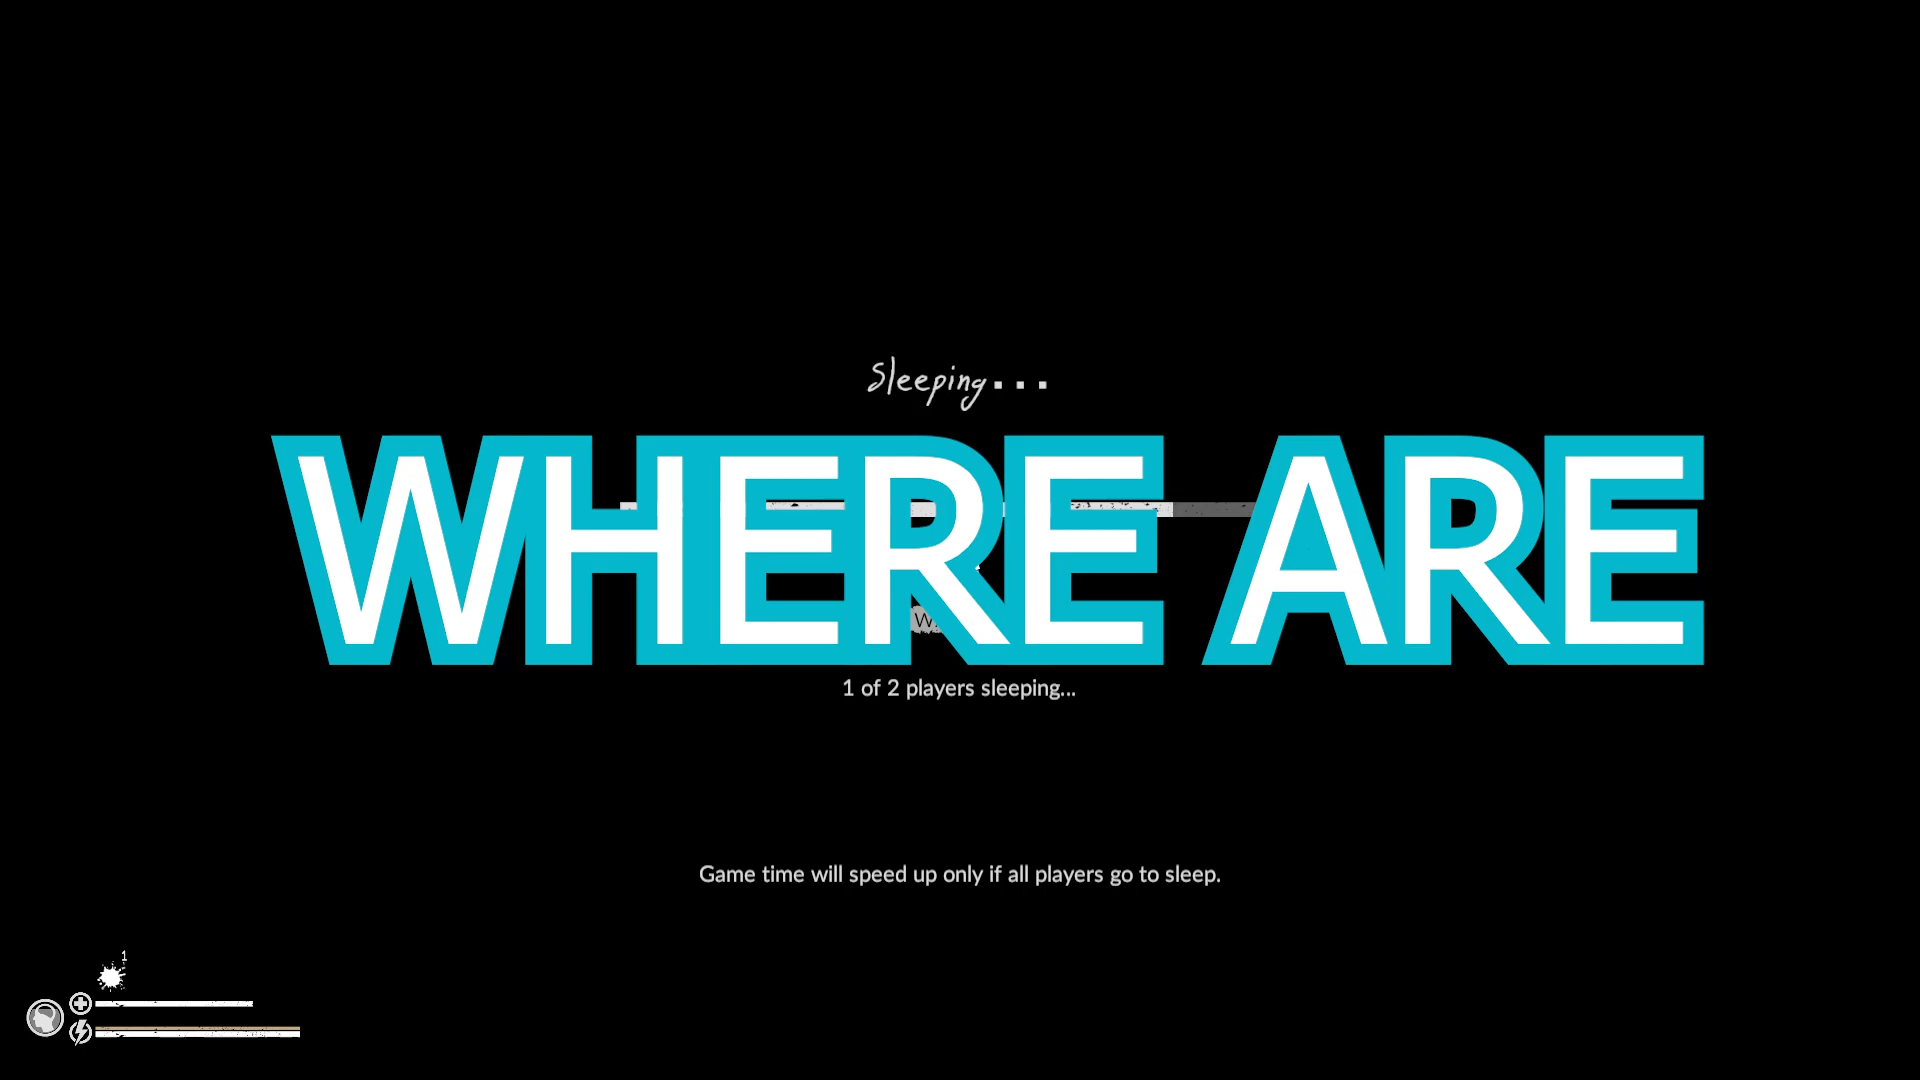 Sleeping...
WHERE ARE
1 of 2 players sleeping...
Game time will speed up only if all players go to sleep.
1